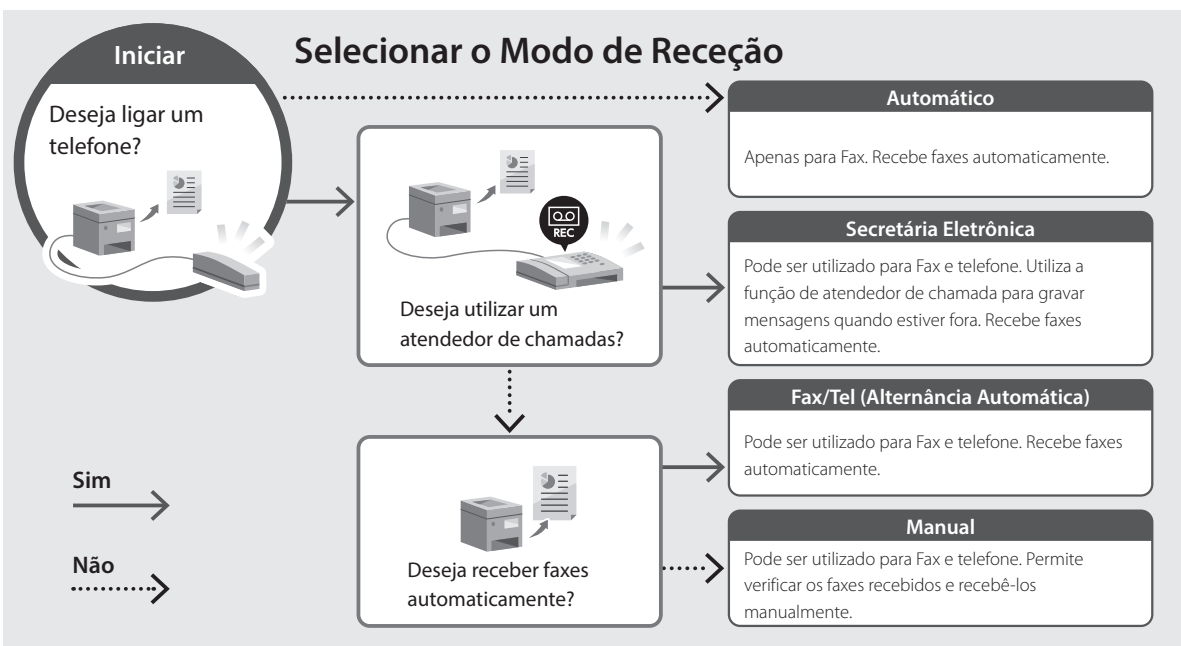 Selecionar o Modo de Receção
Iniciar
Deseja ligar um
telefone?
REC
Deseja utilizar um
atendedor de chamadas?
Deseja receber faxes
automaticamente?
Automático
Apenas para Fax. Recebe faxes automaticamente.
Secretária Eletrônica
Pode ser utilizado para Fax e telefone. Utiliza a
função de atendedor de chamada para gravar
mensagens quando estiver fora. Recebe faxes
automaticamente.
Fax/Tel (Alternância Automática)
Pode ser utilizado para Fax e telefone. Recebe faxes
automaticamente.
Manual
Pode ser utilizado para Fax e telefone. Permite
verificar os faxes recebidos e recebê-los
manualmente.
Sim
Não